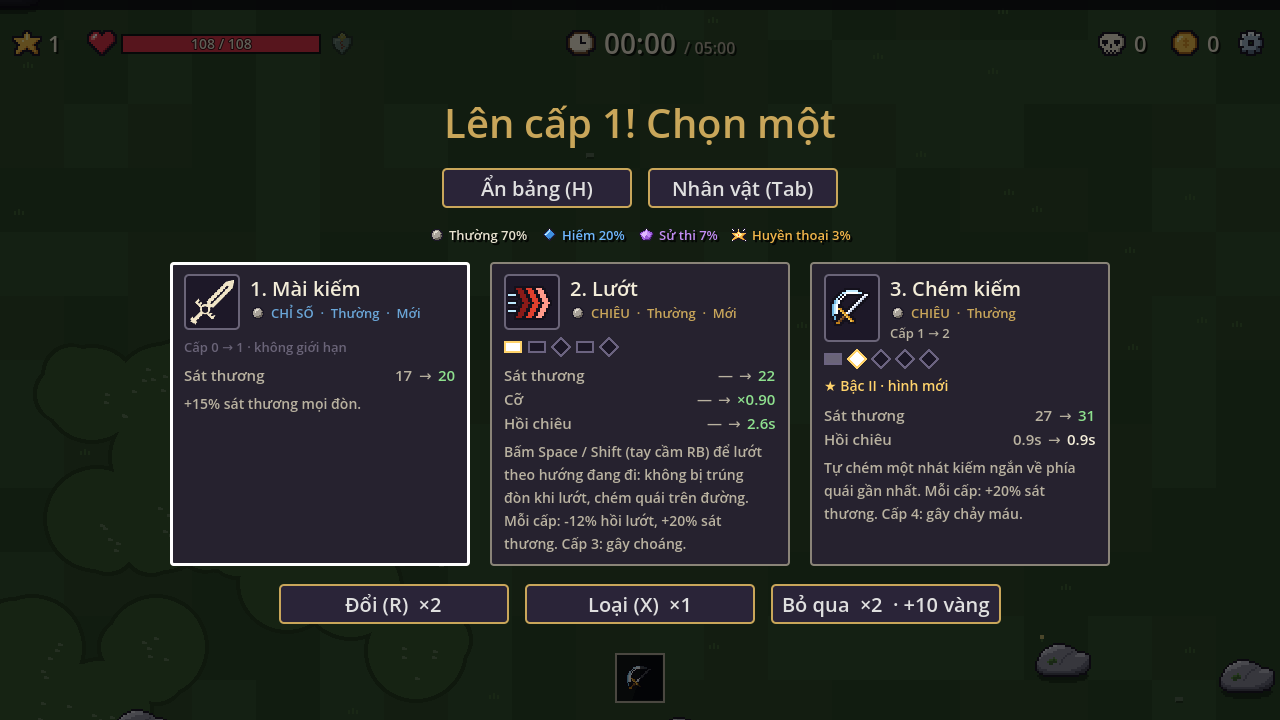 1
108 / 108
00:00 / 05:00
0
0
Lên cấp 1! Chọn một
Ẩn bảng (H)
Nhân vật (Tab)
Thường 70%
Hiếm 20%
Sử thi 7%
Huyền thoại 3%
1. Mài kiếm
CHỈ SỐ · Thường · Mới
Cấp 0 → 1 · không giới hạn
Sát thương 17 → 20
+15% sát thương mọi đòn.
2. Lướt
CHIÊU · Thường · Mới
Sát thương — → 22
Cỡ — → ×0.90
Hồi chiêu — → 2.6s
Bấm Space / Shift (tay cầm RB) để lướt
theo hướng đang đi: không bị trúng
đòn khi lướt, chém quái trên đường.
Mỗi cấp: -12% hồi lướt, +20% sát
thương. Cấp 3: gây choáng.
3. Chém kiếm
CHIÊU · Thường
Cấp 1 → 2
★ Bậc II · hình mới
Sát thương 27 → 31
Hồi chiêu 0.9s → 0.9s
Tự chém một nhát kiếm ngắn về phía
quái gần nhất. Mỗi cấp: +20% sát
thương. Cấp 4: gây chảy máu.
Đổi (R) ×2
Loại (X) ×1
Bỏ qua ×2 · +10 vàng